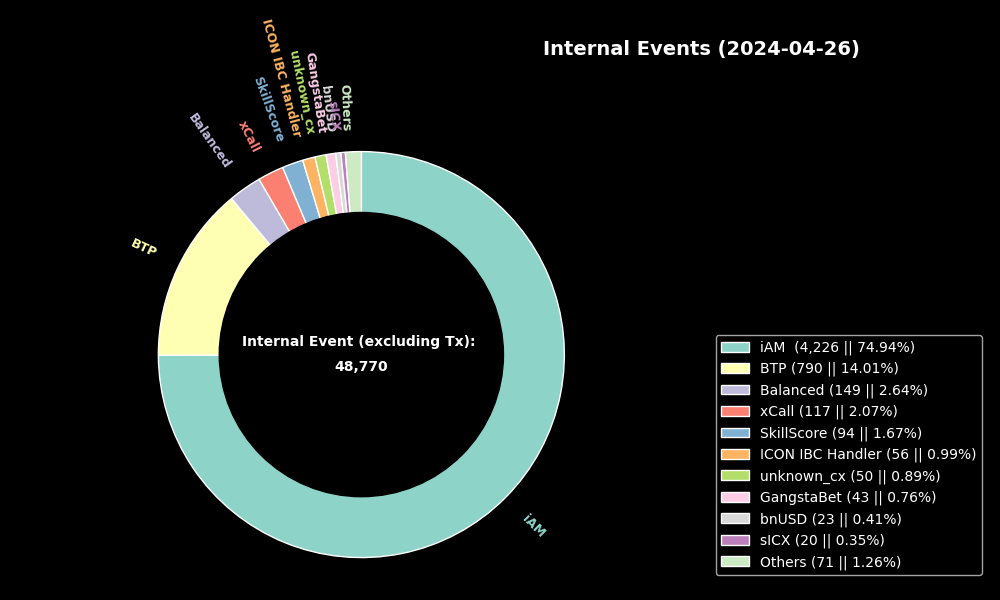 Internal Events (2024-04-26)
ICON IBC Handler
unknown_cx
GangstaBet
SkillScore
bnUSD
sICX
Others
Balanced
xCall
BTP
Internal Event (excluding Tx):
48,770
iAM
iAM (4,226 || 74.94%)
BTP (790 || 14.01%)
Balanced (149 || 2.64%)
xCall (117 || 2.07%)
SkillScore (94 || 1.67%)
ICON IBC Handler (56 || 0.99%)
unknown_cx (50 || 0.89%)
GangstaBet (43 || 0.76%)
bnUSD (23 || 0.41%)
sICX (20 || 0.35%)
Others (71 || 1.26%)